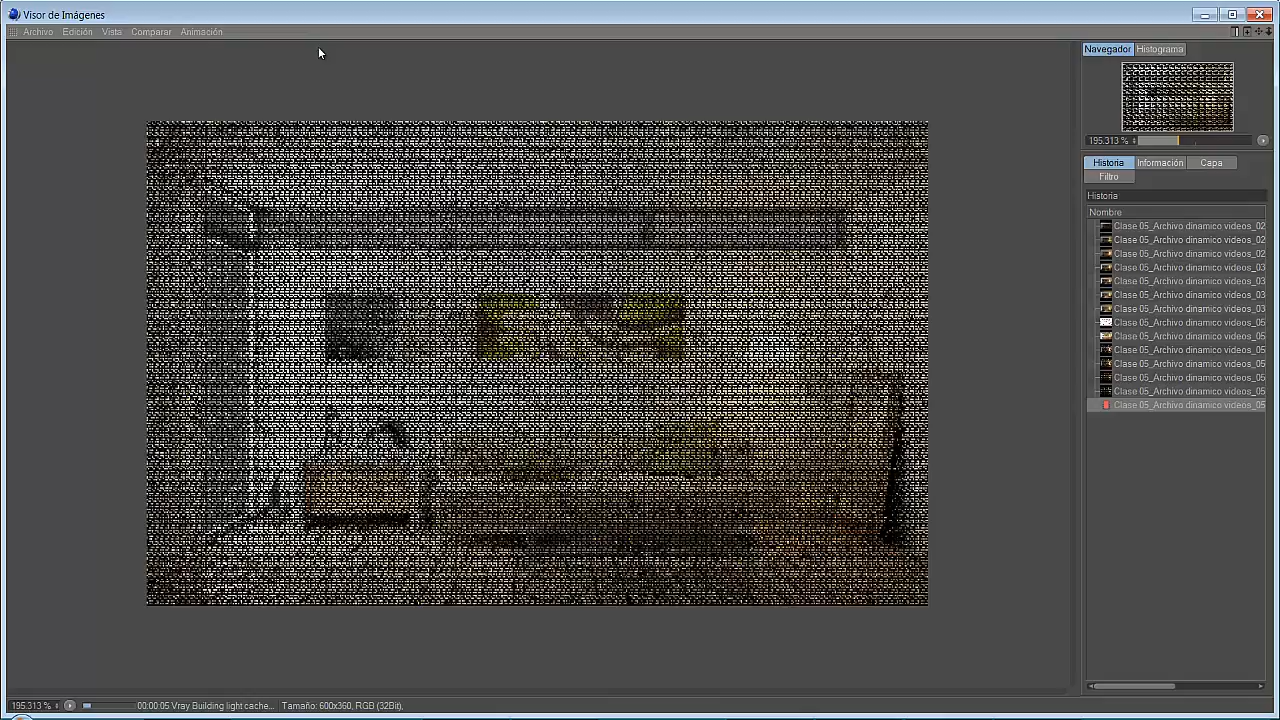 Visor de Imágenes
Archivo Edición Vista Comparar Animación
Navegador Histograma
195.313 %
Historia Información Capa
Filtro
Historia
Nombre
Clase 05_Archivo dinamico videos_02
Clase 05_Archivo dinamico videos_02
Clase 05_Archivo dinamico videos_02
Clase 05_Archivo dinamico videos_03
Clase 05_Archivo dinamico videos_03
Clase 05_Archivo dinamico videos_03
Clase 05_Archivo dinamico videos_03
Clase 05_Archivo dinamico videos_05
Clase 05_Archivo dinamico videos_05
Clase 05_Archivo dinamico videos_05
Clase 05_Archivo dinamico videos_05
Clase 05_Archivo dinamico videos_05
Clase 05_Archivo dinamico videos_05
Clase 05_Archivo dinamico videos_05
195.313 % 00:00:05 Vray Building light cache... Tamaño: 600x360, RGB (32Bit),